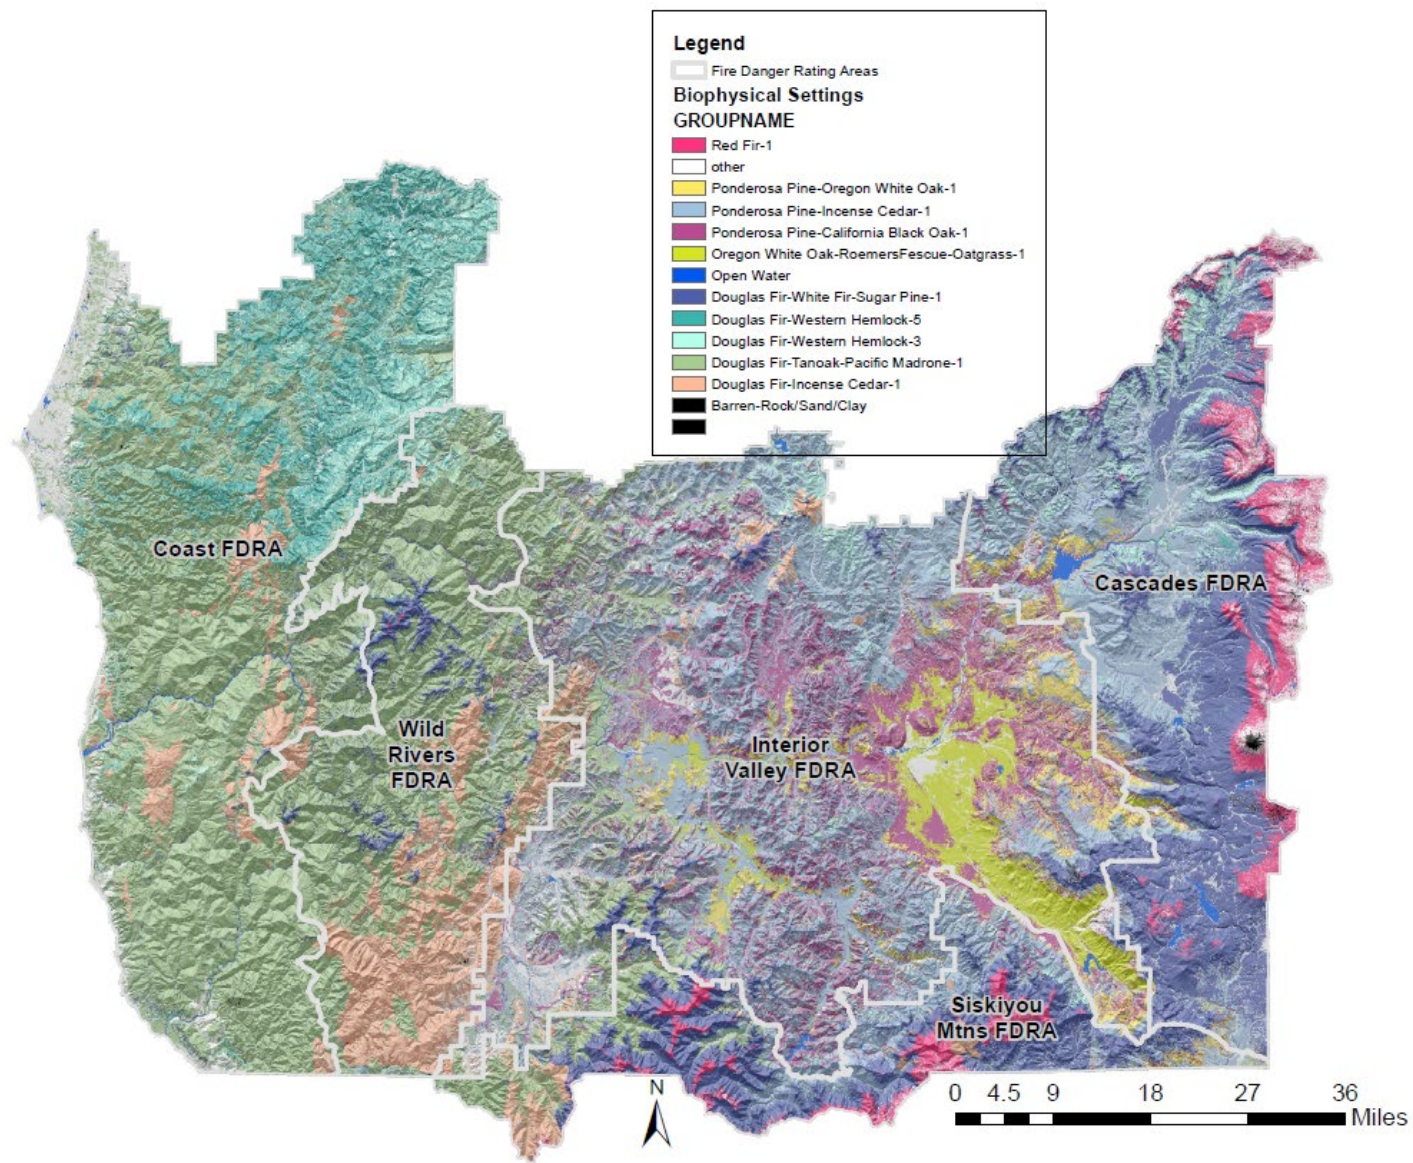 Legend
Fire Danger Rating Areas
Biophysical Settings
GROUPNAME
Red Fir-1
other
Ponderosa Pine-Oregon White Oak-1
Ponderosa Pine-Incense Cedar-1
Ponderosa Pine-California Black Oak-1
Oregon White Oak-RoemersFescue-Oatgrass-1
Open Water
Douglas Fir-White Fir-Sugar Pine-1
Douglas Fir-Western Hemlock-5
Douglas Fir-Western Hemlock-3
Douglas Fir-Tanoak-Pacific Madrone-1
Douglas Fir-Incense Cedar-1
Barren-Rock/Sand/Clay
Coast FDRA
Cascades FDRA
Wild
Rivers
FDRA
Interior
Valley FDRA
Siskiyou
Mtns FDRA
N
0 4.5 9 18 27 36
Miles